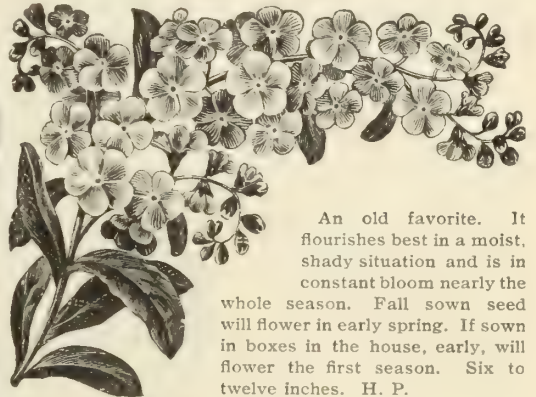 An old favorite. It
flourishes best in a moist,
shady situation and is in
constant bloom nearly the
whole season. Fall sown seed
will flower in early spring. If sown
in boxes in the house, early, will
flower the first season. Six to
twelve inches. H. P.